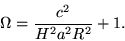 Ω = c² / (H²a²R²) + 1.